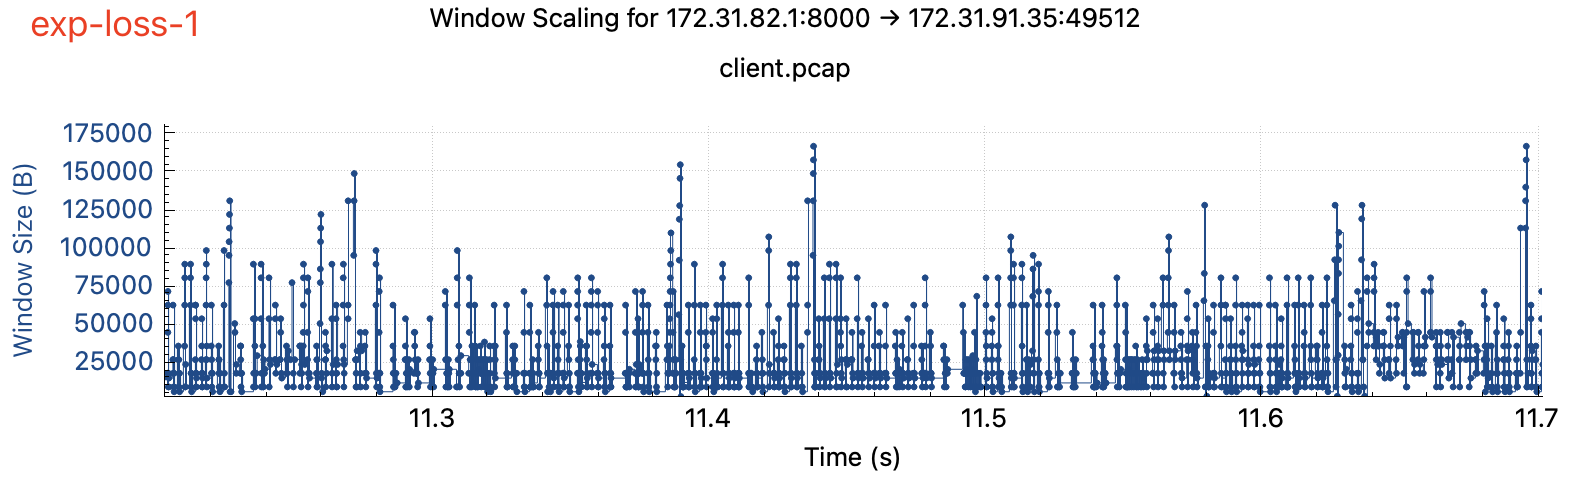 exp-loss-1
Window Scaling for 172.31.82.1:8000 → 172.31.91.35:49512
client.pcap
Window Size (B)
175000
150000
125000
100000
75000
50000
25000
11.3 11.4 11.5 11.6 11.7
Time (s)